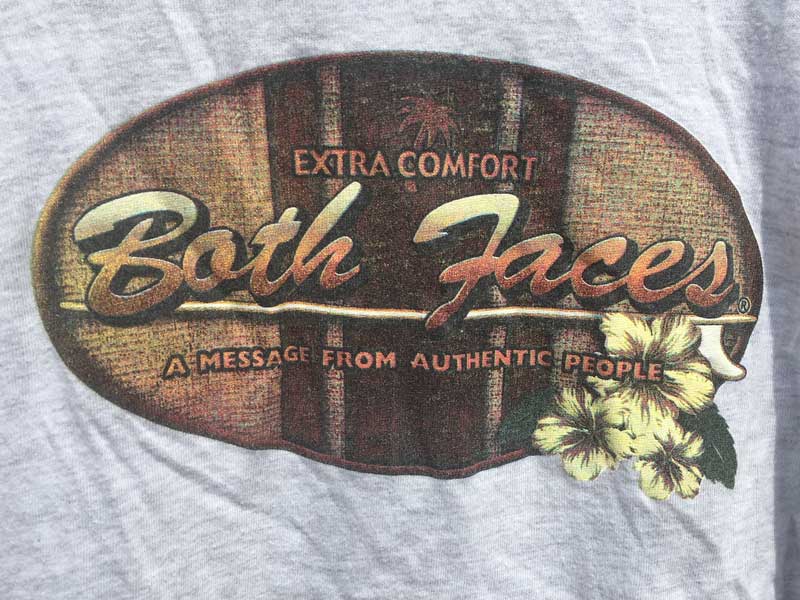 EXTRA COMFORT
Both Faces®
A MESSAGE FROM AUTHENTIC PEOPLE